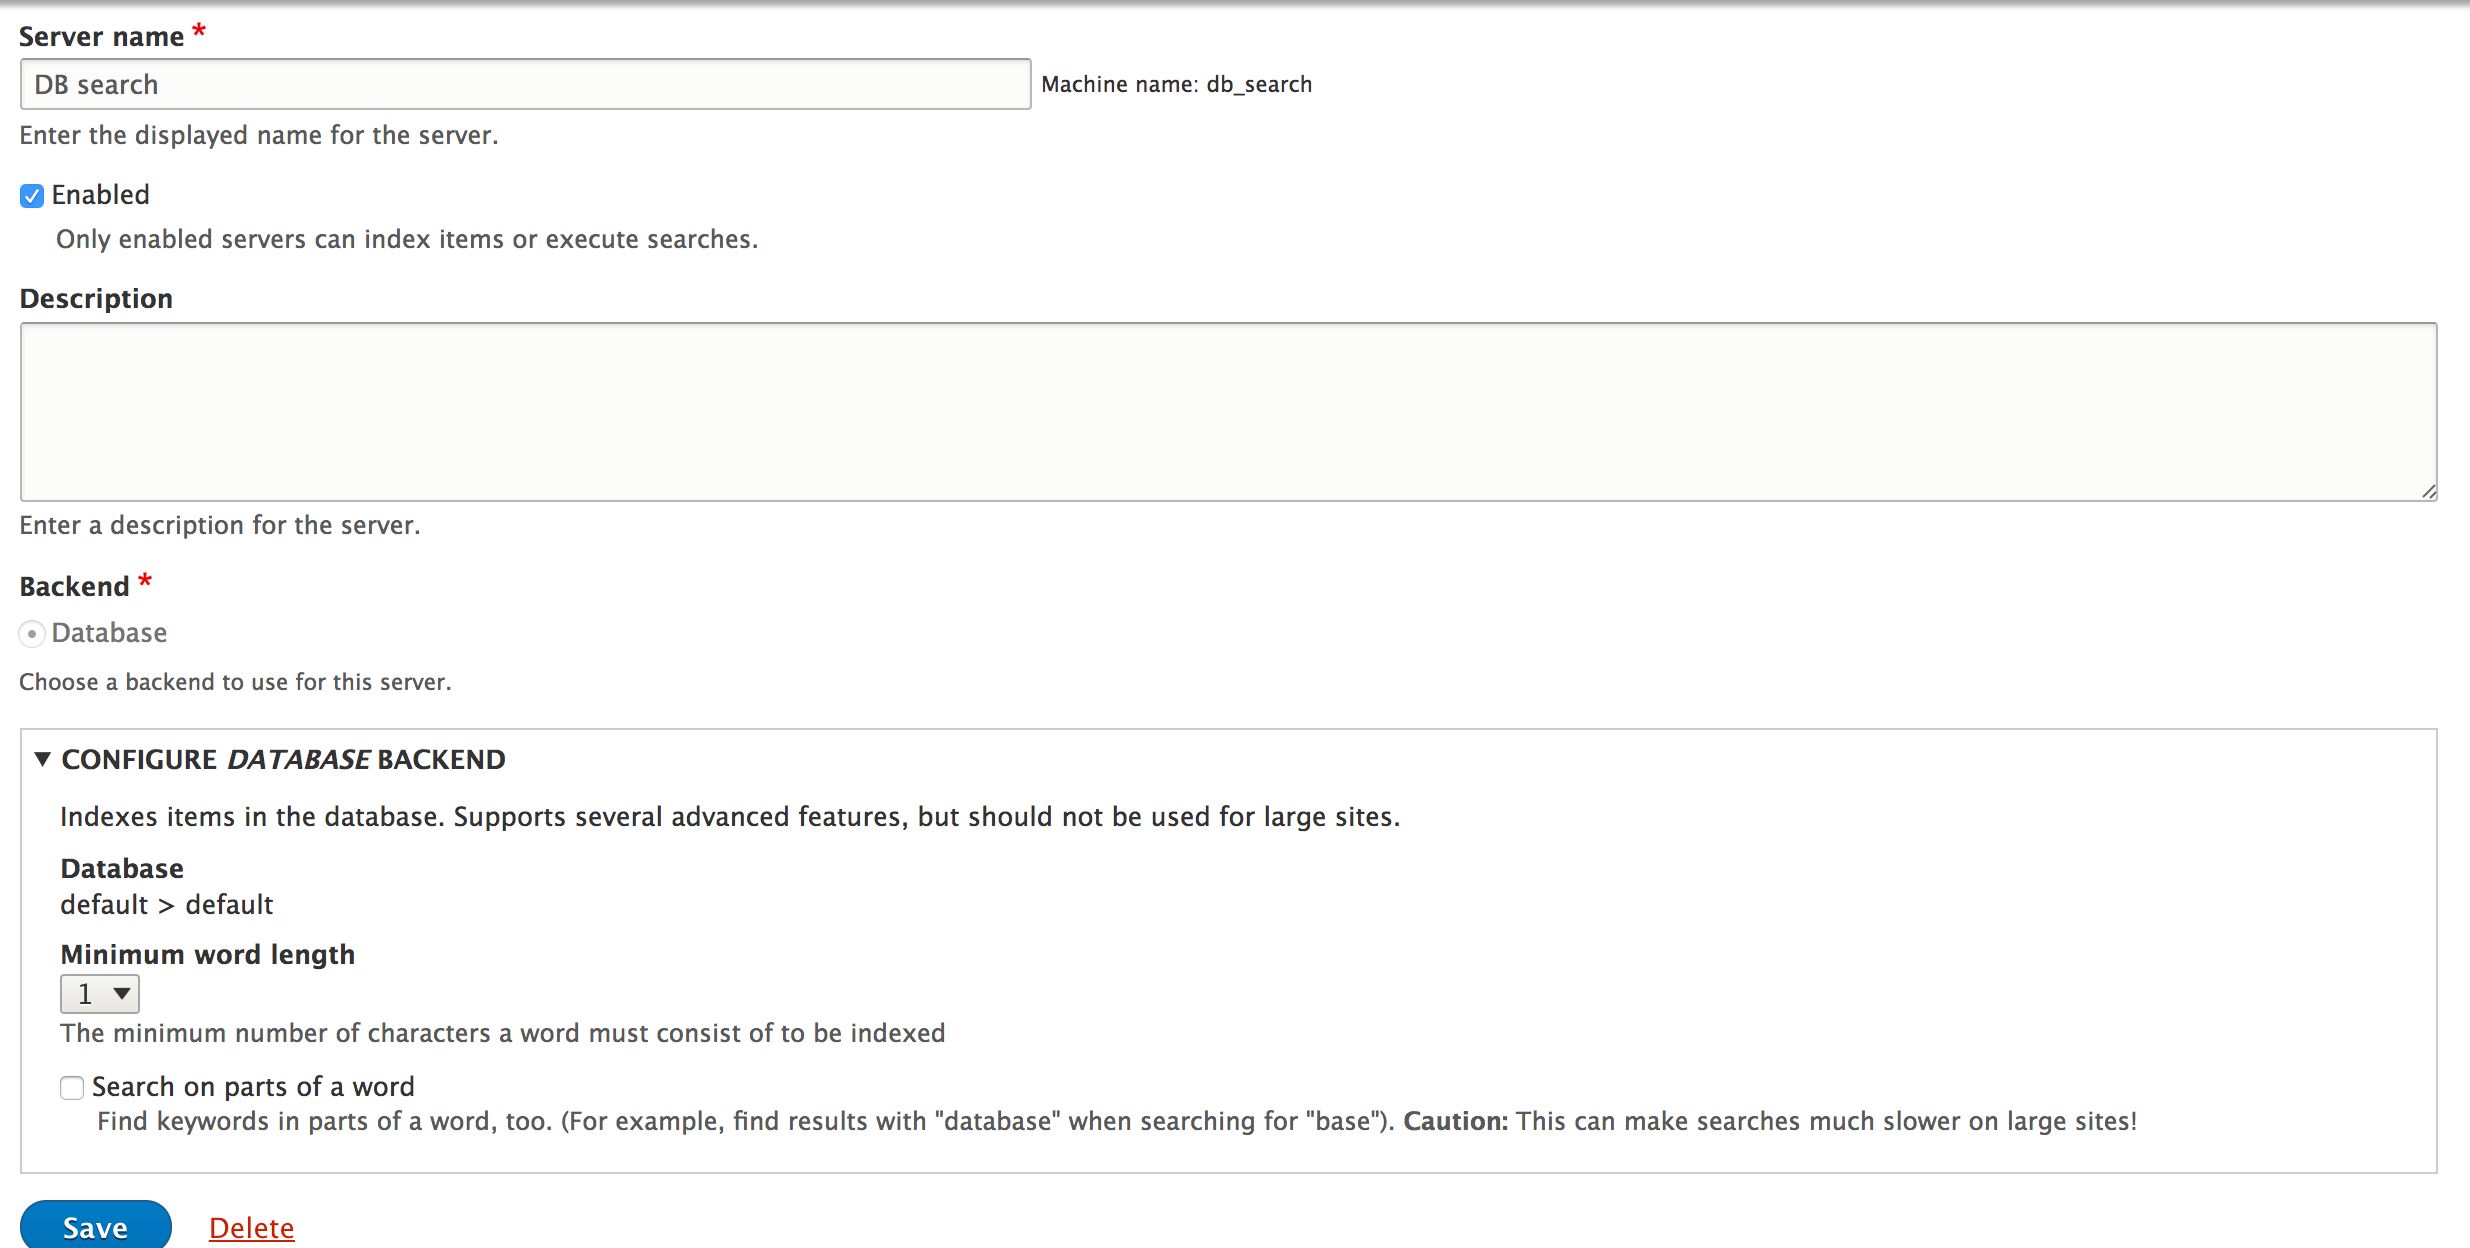 Server name *
DB search
Machine name: db_search
Enter the displayed name for the server.
Enabled
Only enabled servers can index items or execute searches.
Description
Enter a description for the server.
Backend *
Database
Choose a backend to use for this server.
CONFIGURE DATABASE BACKEND
Indexes items in the database. Supports several advanced features, but should not be used for large sites.
Database
default > default
Minimum word length
1
The minimum number of characters a word must consist of to be indexed
Search on parts of a word
Find keywords in parts of a word, too. (For example, find results with "database" when searching for "base"). Caution: This can make searches much slower on large sites!
Save
Delete